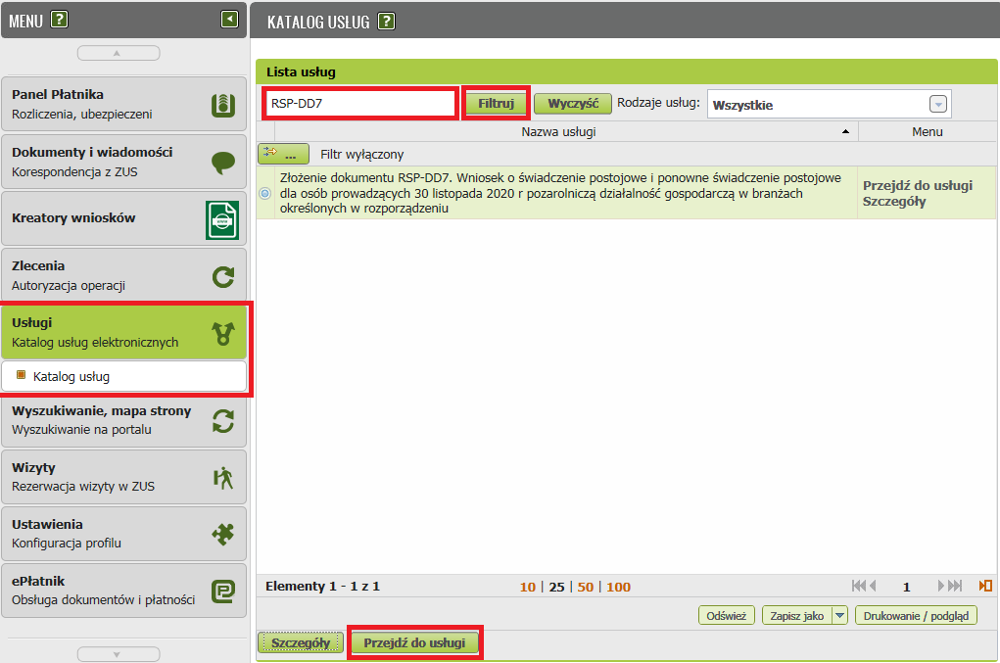 MENU ?
KATALOG USŁUG ?
Panel Płatnika
Rozliczenia, ubezpieczeni
Dokumenty i wiadomości
Korespondencja z ZUS
Kreatory wniosków
www
Zlecenia
Autoryzacja operacji
Usługi
Katalog usług elektronicznych
Katalog usług
Wyszukiwanie, mapa strony
Wyszukiwanie na portalu
Wizyty
Rezerwacja wizyty w ZUS
Ustawienia
Konfiguracja profilu
ePłatnik
Obsługa dokumentów i płatności
Lista usług
RSP-DD7 Filtruj Wyczyść Rodzaje usług: Wszystkie
Nazwa usługi Menu
... Filtr wyłączony
Złożenie dokumentu RSP-DD7. Wniosek o świadczenie postojowe i ponowne świadczenie postojowe
dla osób prowadzących 30 listopada 2020 r pozarolniczą działalność gospodarczą w branżach
określonych w rozporządzeniu
Przejdź do usługi
Szczegóły
Elementy 1 - 1 z 1 10 | 25 | 50 | 100 1
Odśwież Zapisz jako Drukowanie / podgląd
Szczegóły Przejdź do usługi